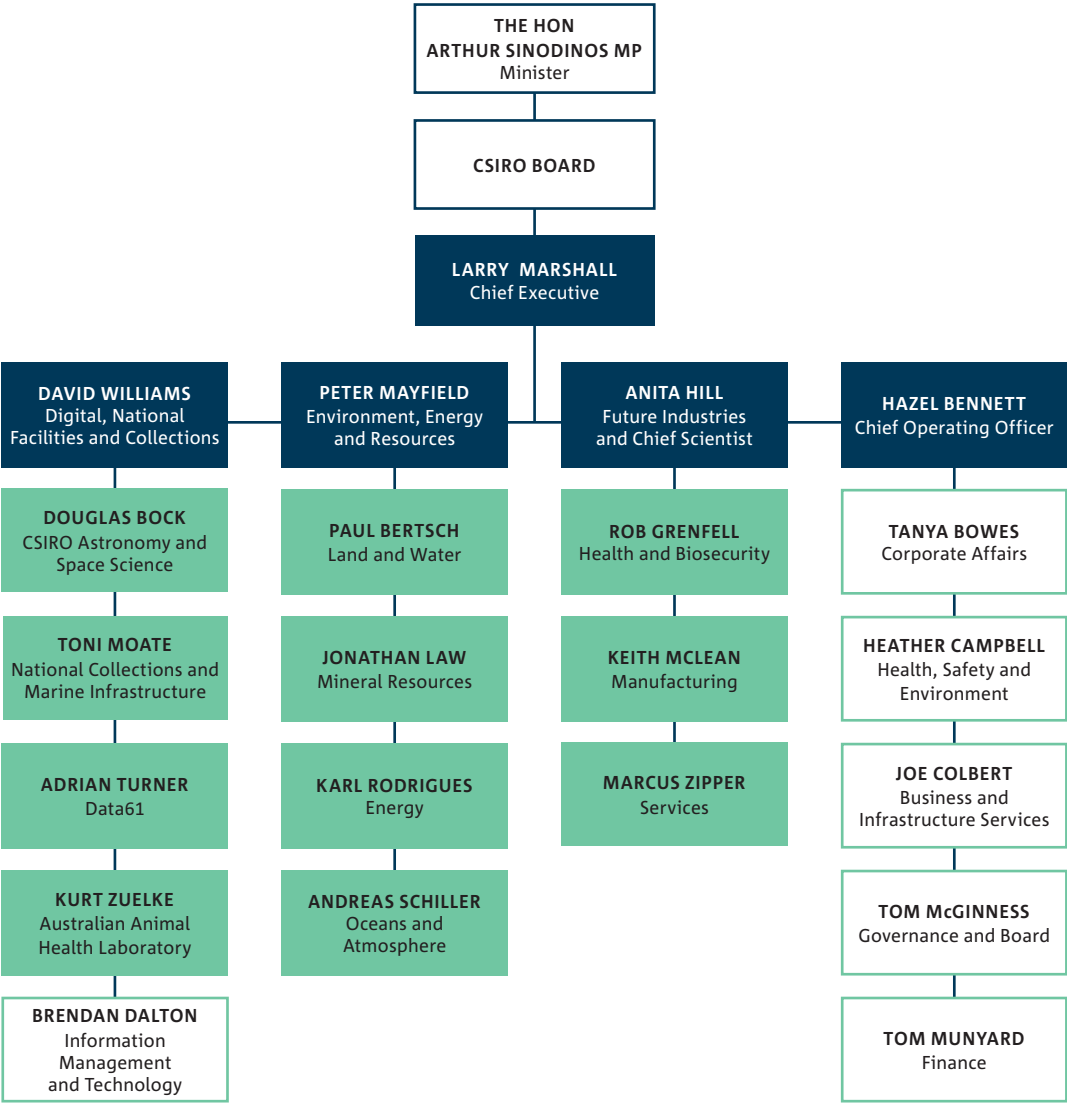 THE HON
ARTHUR SINODINOS MP
Minister
CSIRO BOARD
LARRY MARSHALL
Chief Executive
DAVID WILLIAMS
Digital, National
Facilities and Collections
PETER MAYFIELD
Environment, Energy
and Resources
ANITA HILL
Future Industries
and Chief Scientist
HAZEL BENNETT
Chief Operating Officer
DOUGLAS BOCK
CSIRO Astronomy and
Space Science
TONI MOATE
National Collections and
Marine Infrastructure
ADRIAN TURNER
Data61
KURT ZUELKE
Australian Animal
Health Laboratory
BRENDAN DALTON
Information
Management
and Technology
PAUL BERTSCH
Land and Water
JONATHAN LAW
Mineral Resources
KARL RODRIGUES
Energy
ANDREAS SCHILLER
Oceans and
Atmosphere
ROB GRENFELL
Health and Biosecurity
KEITH MCLEAN
Manufacturing
MARCUS ZIPPER
Services
TANYA BOWES
Corporate Affairs
HEATHER CAMPBELL
Health, Safety and
Environment
JOE COLBERT
Business and
Infrastructure Services
TOM McGINNESS
Governance and Board
TOM MUNYARD
Finance